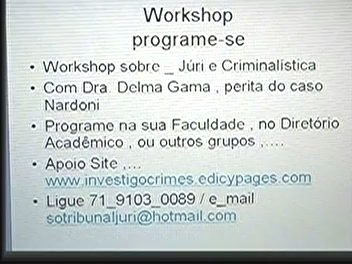 Workshop
programe-se
• Workshop sobre _ Júri e Criminalística
• Com Dra. Delma Gama , perita do caso
Nardoni
• Programe na sua Faculdade , no Diretório
Acadêmico , ou outros grupos ,....
• Apoio Site ,...
www.investigocrimes.edicypages.com
• Ligue 71_9103_0089 / e_mail
sotribunaljuri@hotmail.com